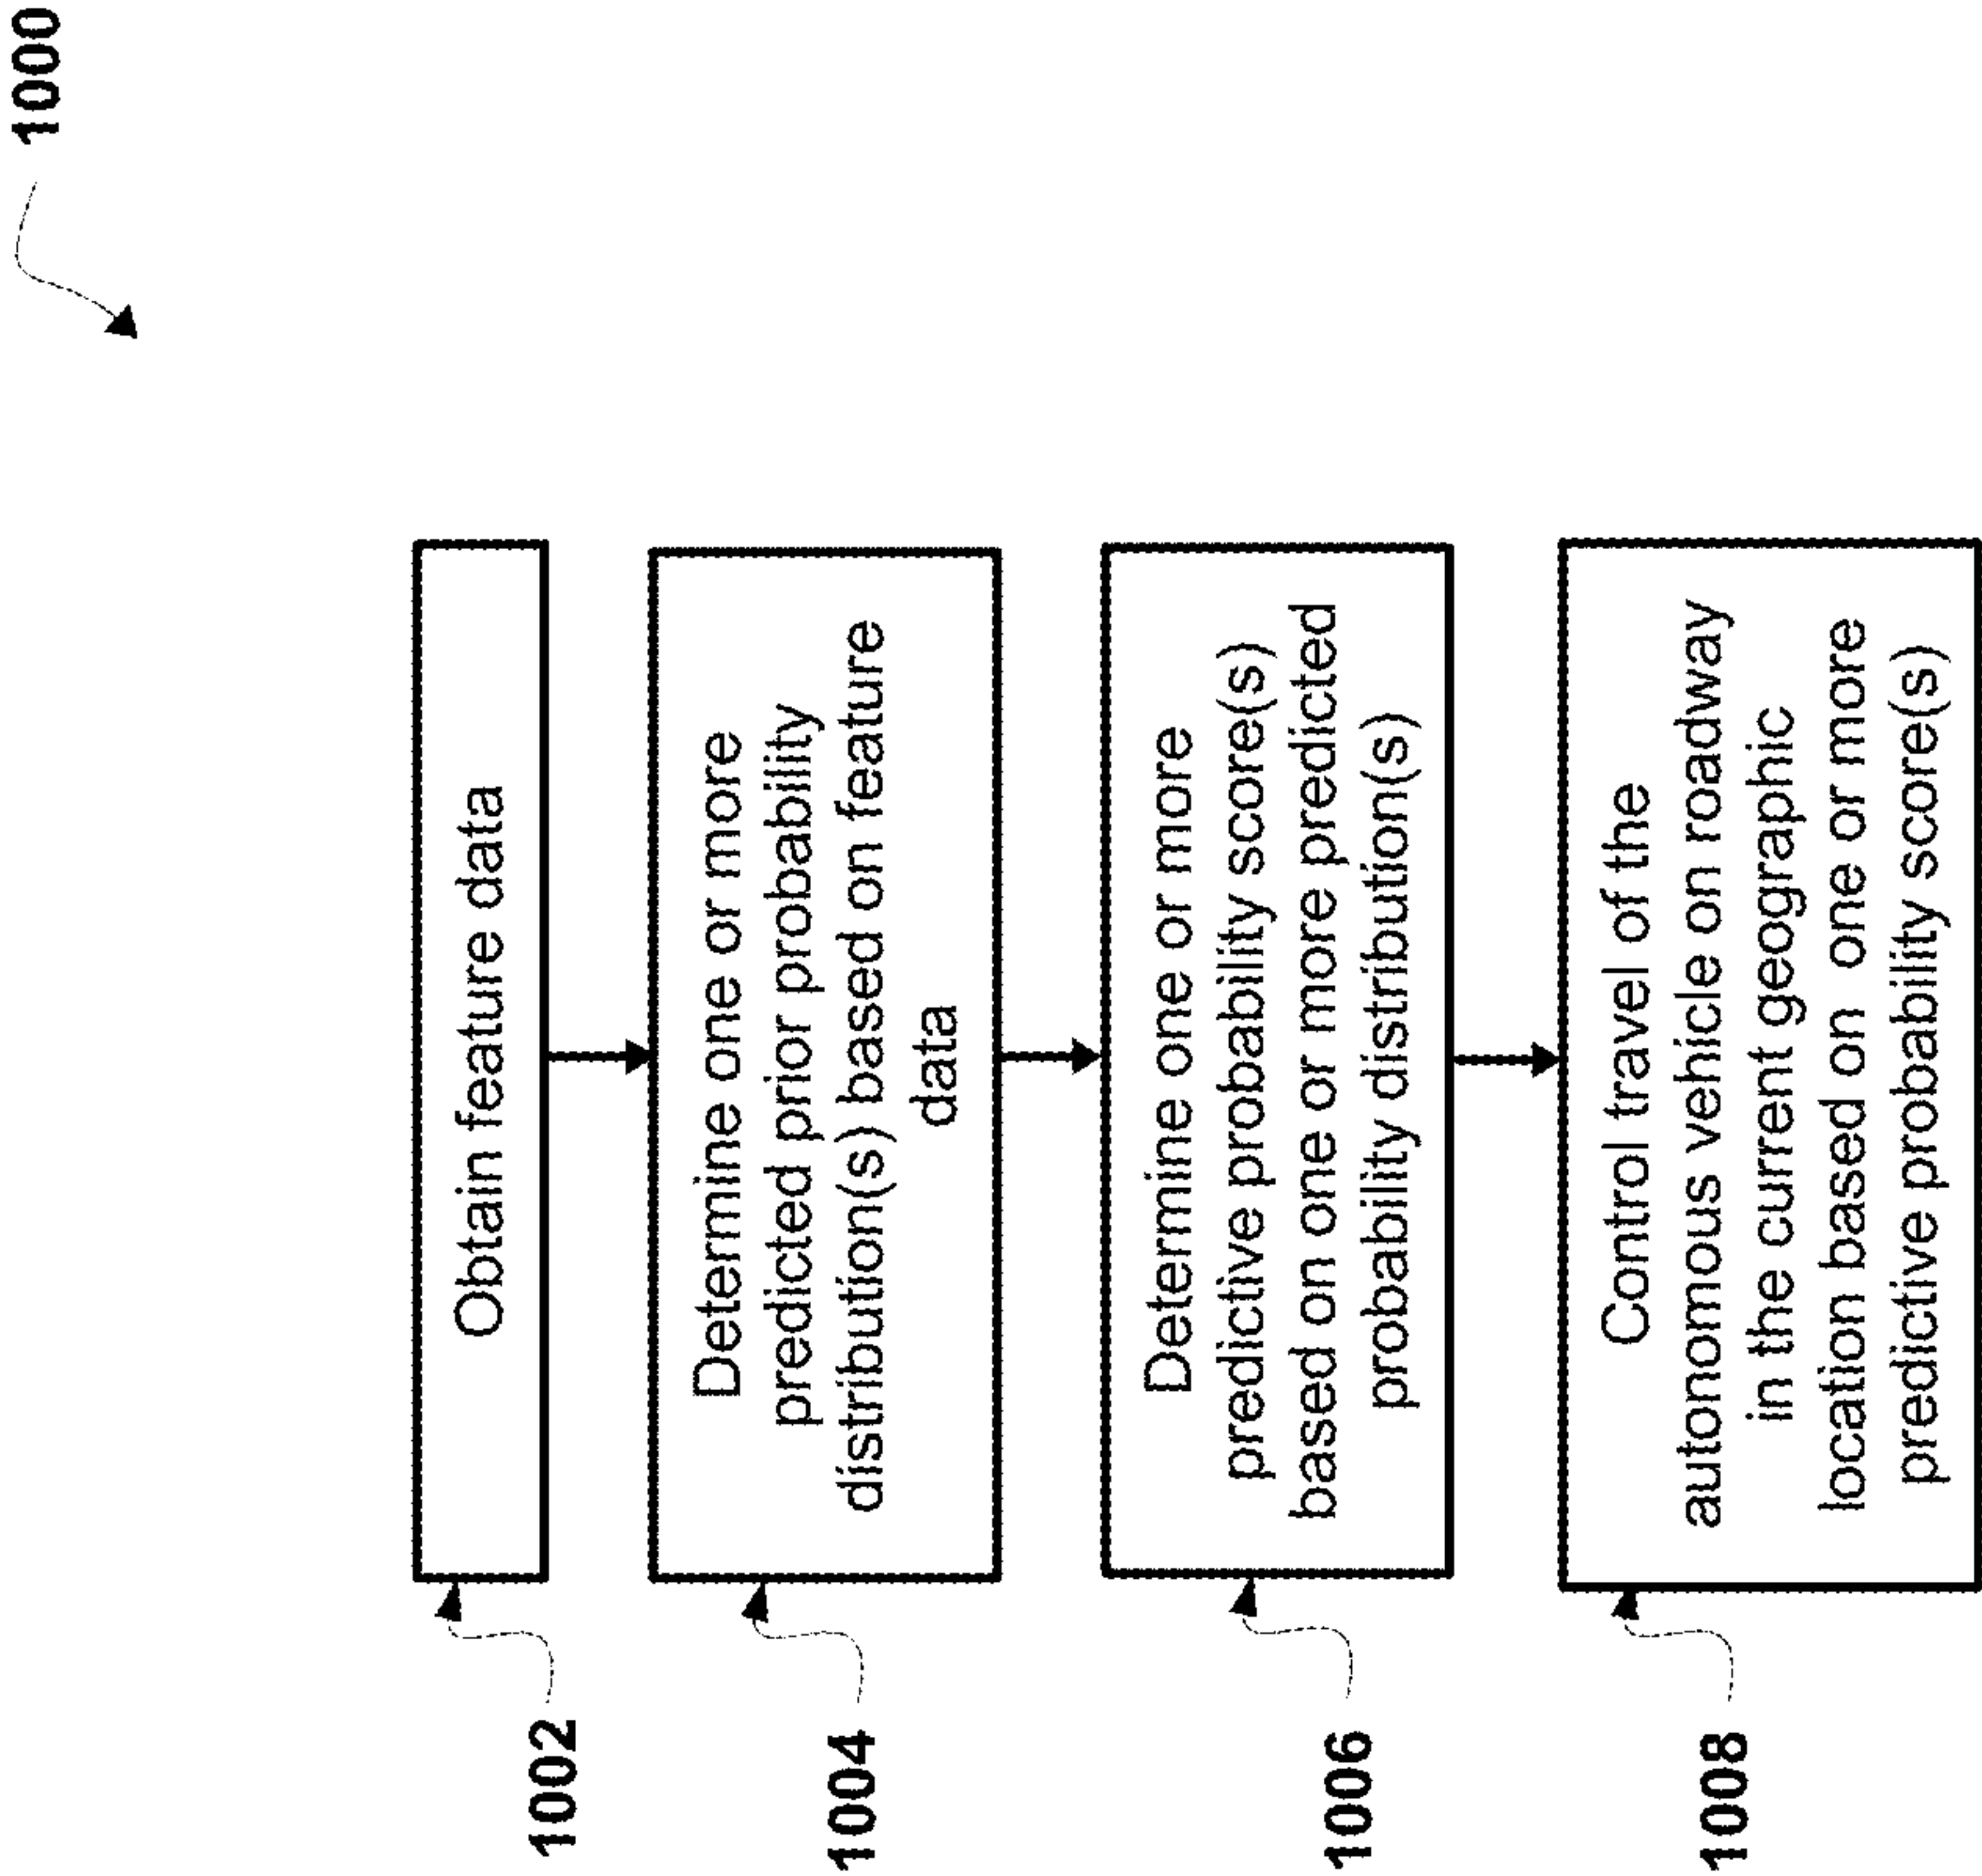 1000
1002
Obtain feature data
1004
Determine one or more
predicted prior probability
distribution(s) based on feature
data
1006
Determine one or more
predictive probability score(s)
based on one or more predicted
probability distribution(s)
1008
Control travel of the
autonomous vehicle on roadway
in the current geographic
location based on one or more
predictive probability score(s)